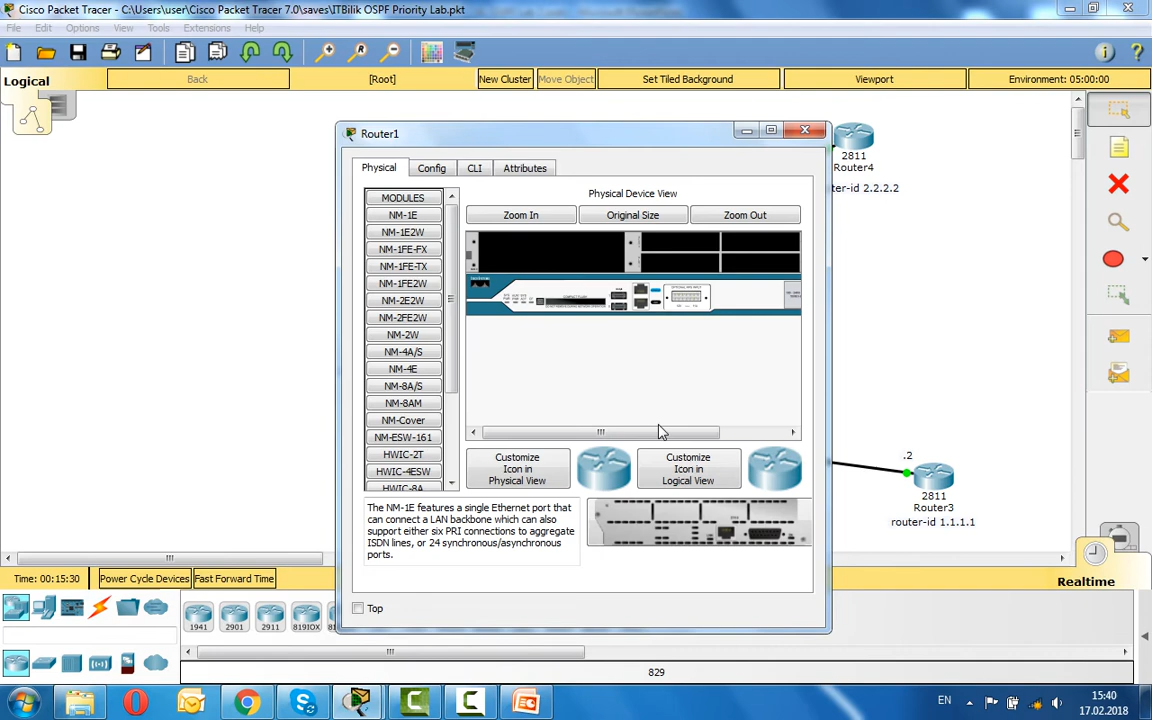 Cisco Packet Tracer - C:\Users\user\Cisco Packet Tracer 7.0\saves\ITBilik OSPF Priority Lab.pkt
File Edit Options View Tools Extensions Help
Logical
Back
[Root]
New Cluster
Move Object
Set Tiled Background
Viewport
Environment: 05:00:00
Router1
Physical
Config
CLI
Attributes
MODULES
NM-1E
NM-1E2W
NM-1FE-FX
NM-1FE-TX
NM-1FE2W
NM-2E2W
NM-2FE2W
NM-2W
NM-4A/S
NM-4E
NM-8A/S
NM-8AM
NM-Cover
NM-ESW-161
HWIC-2T
HWIC-4ESW
HWIC-8A
Physical Device View
Zoom In
Original Size
Zoom Out
Customize
Icon in
Physical View
Customize
Icon in
Logical View
The NM-1E features a single Ethernet port that
can connect a LAN backbone which can also
support either six PRI connections to aggregate
ISDN lines, or 24 synchronous/asynchronous
ports.
Top
2811
Router4
ter-id 2.2.2.2
.2
2811
Router3
router-id 1.1.1.1
Time: 00:15:30
Power Cycle Devices
Fast Forward Time
Realtime
1941
2901
2911
819IOX
829
EN
15:40
17.02.2018